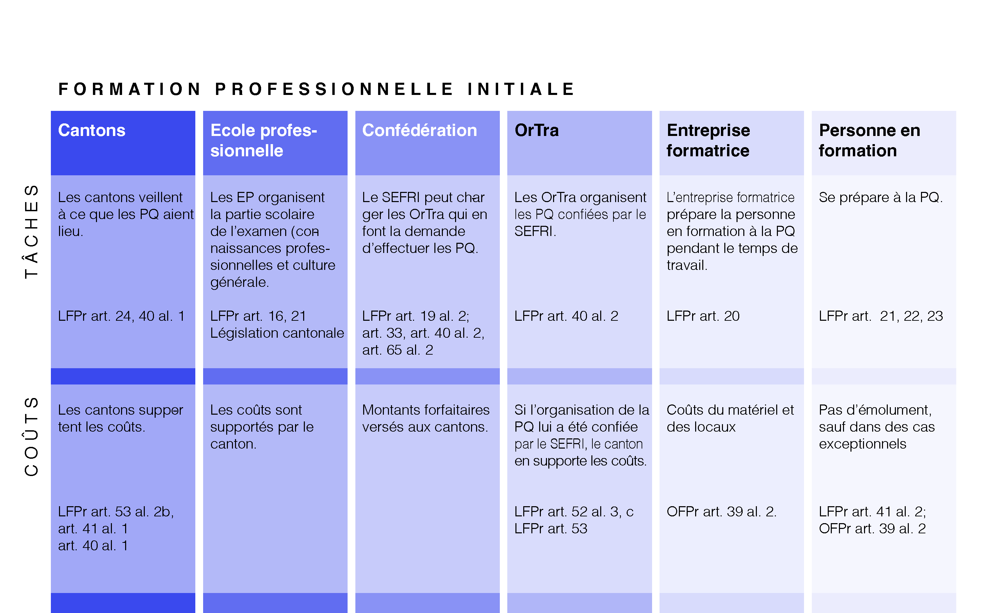 FORMATION PROFESSIONNELLE INITIALE
Cantons
Ecole profes-
sionnelle
Confédération
OrTra
Entreprise
formatrice
Personne en
formation
TÂCHES
Les cantons veillent
à ce que les PQ aient
lieu.
LFPr art. 24, 40 al. 1
Les EP organisent
la partie scolaire
de l’examen (con-
naissances profes-
sionnelles et culture
générale.
LFPr art. 16, 21
Législation cantonale
Le SEFRI peut char-
ger les OrTra qui en
font la demande
d’effectuer les PQ.
LFPr art. 19 al. 2;
art. 33, art. 40 al. 2,
art. 65 al. 2
Les OrTra organisent
les PQ confiées par le
SEFRI.
LFPr art. 40 al. 2
L’entreprise formatrice
prépare la personne
en formation à la PQ
pendant le temps de
travail.
LFPr art. 20
Se prépare à la PQ.
LFPr art. 21, 22, 23
COÛTS
Les cantons suppor-
tent les coûts.
LFPr art. 53 al. 2b,
art. 41 al. 1
art. 40 al. 1
Les coûts sont
supportés par le
canton.
Montants forfaitaires
versés aux cantons.
Si l’organisation de la
PQ lui a été confiée
par le SEFRI, le canton
en supporte les coûts.
LFPr art. 52 al. 3, c
LFPr art. 53
Coûts du matériel et
des locaux
OFPr art. 39 al. 2.
Pas d’émolument,
sauf dans des cas
exceptionnels
LFPr art. 41 al. 2;
OFPr art. 39 al. 2